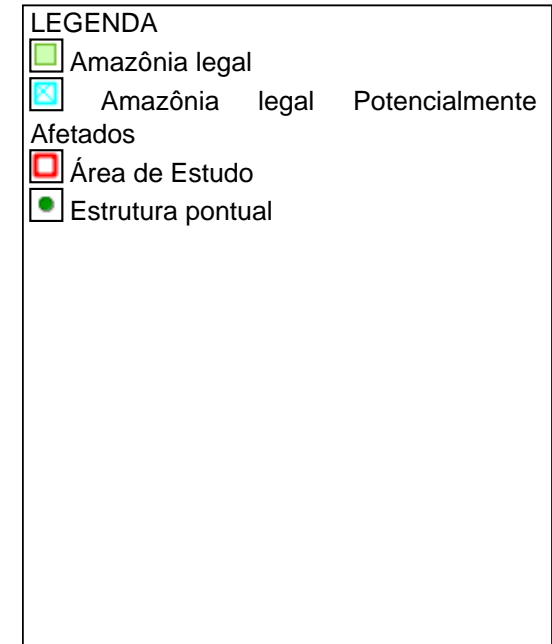 LEGENDA
Amazônia legal
Amazônia legal Potencialmente
Afetados
Área de Estudo
Estrutura pontual